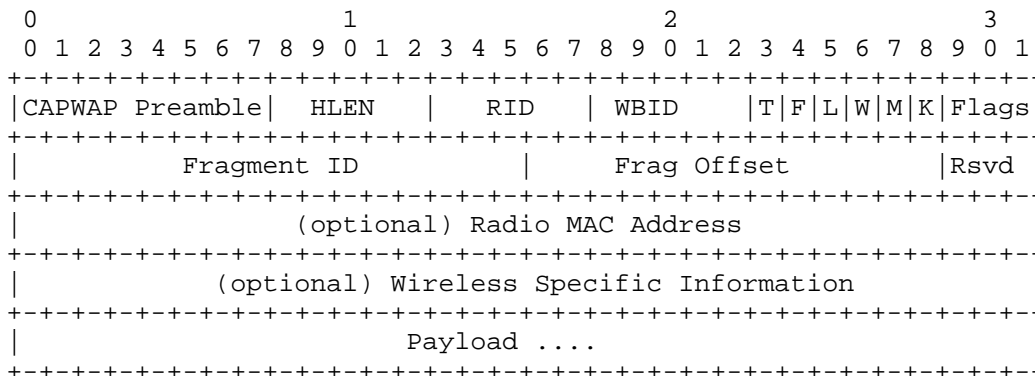 0                   1                   2                   3
 0 1 2 3 4 5 6 7 8 9 0 1 2 3 4 5 6 7 8 9 0 1 2 3 4 5 6 7 8 9 0 1
+-+-+-+-+-+-+-+-+-+-+-+-+-+-+-+-+-+-+-+-+-+-+-+-+-+-+-+-+-+-+-+-
|CAPWAP Preamble|  HLEN   |   RID   | WBID    |T|F|L|W|M|K|Flags
+-+-+-+-+-+-+-+-+-+-+-+-+-+-+-+-+-+-+-+-+-+-+-+-+-+-+-+-+-+-+-+-
|          Fragment ID          |     Frag Offset         |Rsvd
+-+-+-+-+-+-+-+-+-+-+-+-+-+-+-+-+-+-+-+-+-+-+-+-+-+-+-+-+-+-+-+-
|                 (optional) Radio MAC Address
+-+-+-+-+-+-+-+-+-+-+-+-+-+-+-+-+-+-+-+-+-+-+-+-+-+-+-+-+-+-+-+-
|            (optional) Wireless Specific Information
+-+-+-+-+-+-+-+-+-+-+-+-+-+-+-+-+-+-+-+-+-+-+-+-+-+-+-+-+-+-+-+-
|                        Payload ....
+-+-+-+-+-+-+-+-+-+-+-+-+-+-+-+-+-+-+-+-+-+-+-+-+-+-+-+-+-+-+-+-